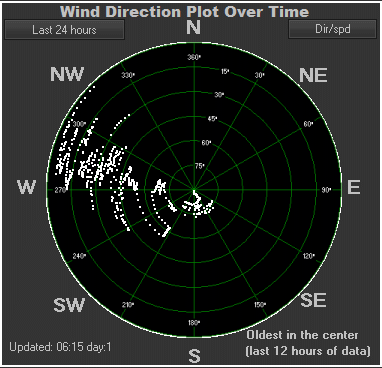 Wind Direction Plot Over Time
Last 24 hours
N
Dir/spd
NW
NE
360°
330°
15°
30°
300°
45°
60°
60°
75°
W
270°
90°
E
240°
120°
210°
150°
180°
SW
SE
S
Oldest in the center
(last 12 hours of data)
Updated: 06:15 day:1